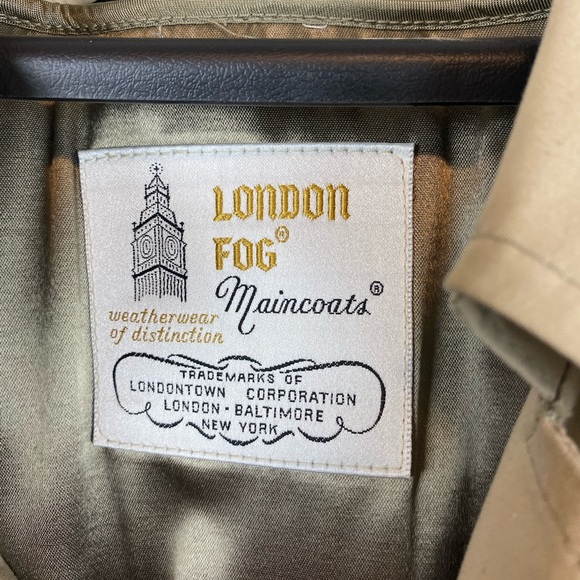 LONDON
FOG®
Maincoats®
weatherwear
of distinction
TRADEMARKS OF
LONDONTOWN CORPORATION
LONDON - BALTIMORE
NEW YORK